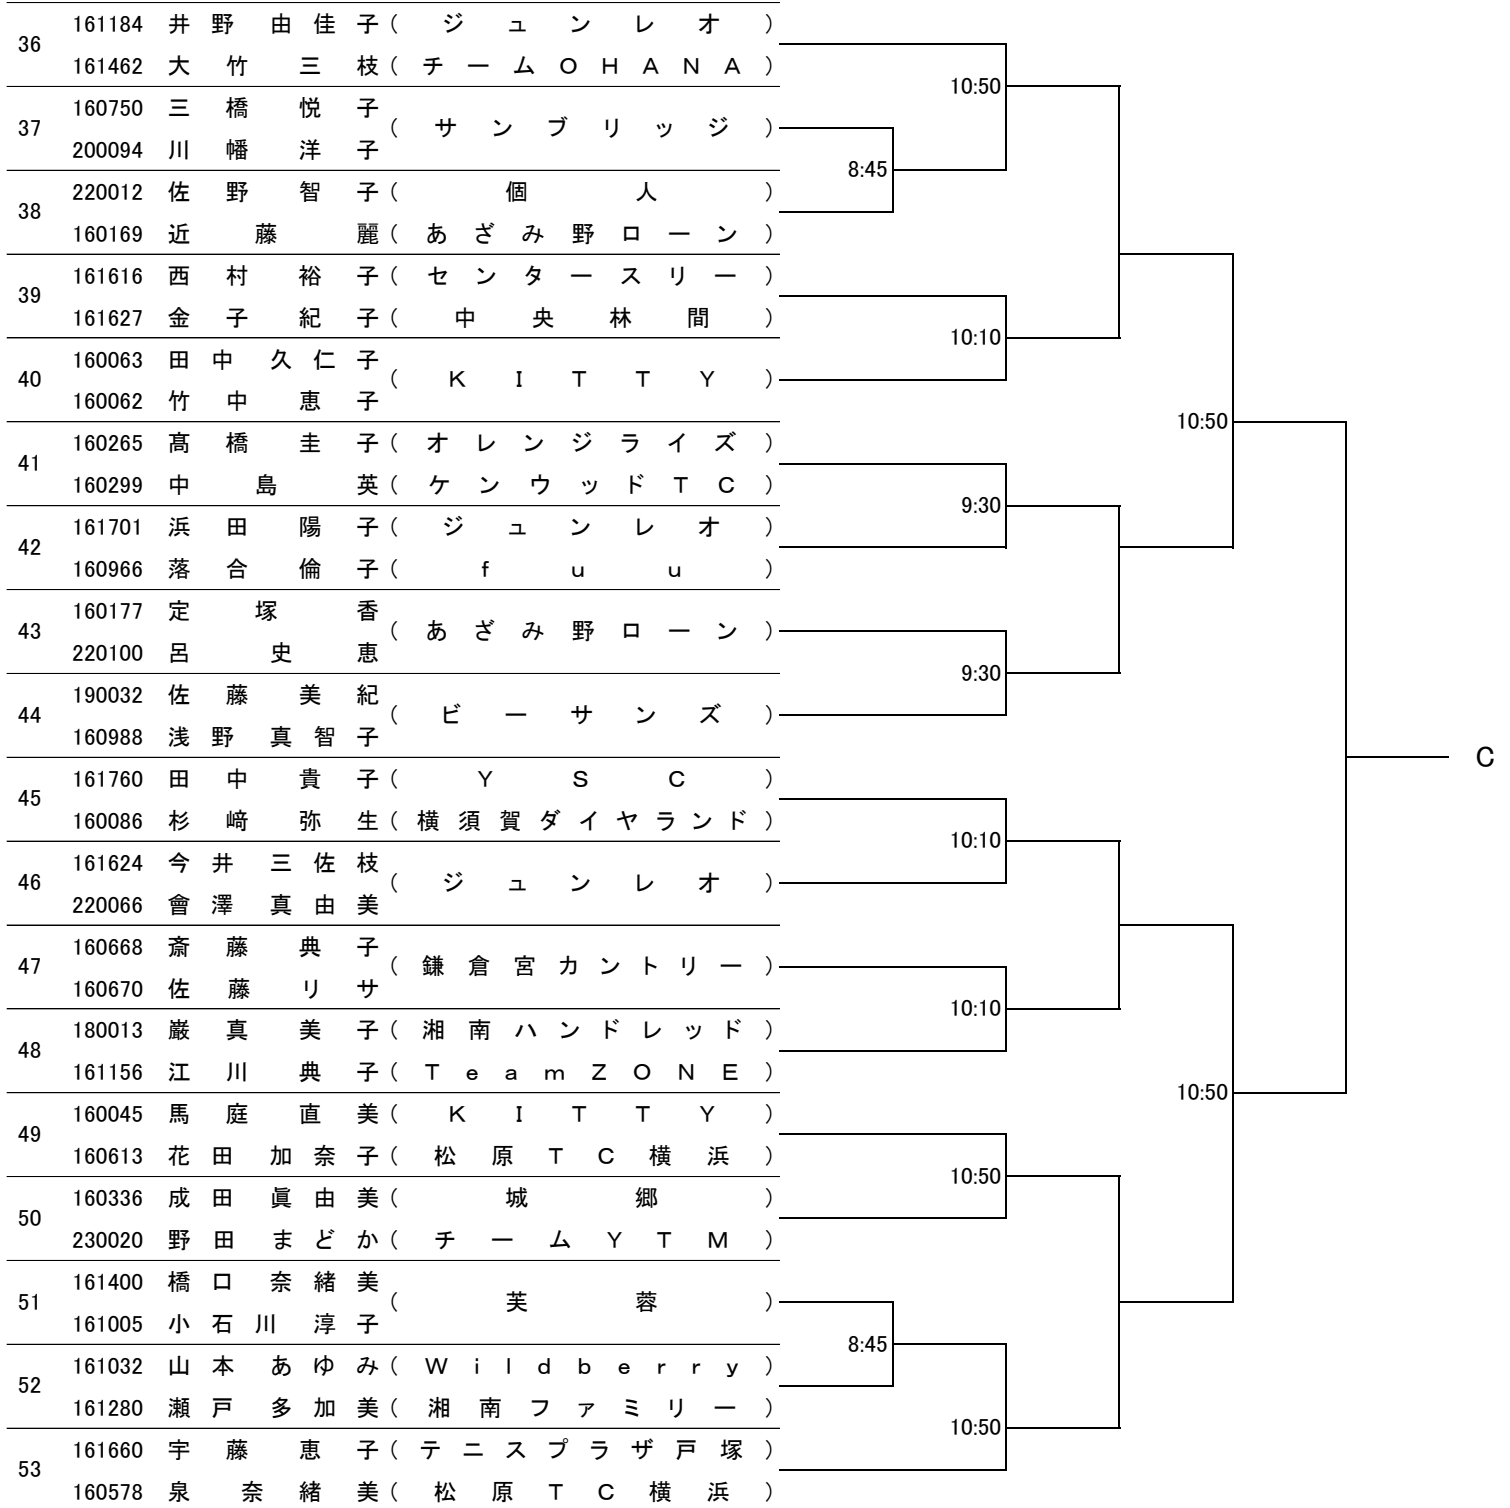 161184 井野 由佳子 ( ジュンレオ )
36
161462 大竹 三枝 ( チームOHANA )
10:50
160750 三橋 悦子
37 ( サンブリッジ )
200094 川幡 洋子
8:45
220012 佐野 智子 ( 個人 )
38
160169 近藤 麗 ( あざみ野ローン )
161616 西村 裕子 ( センタースリー )
39
161627 金子 紀子 ( 中央林間 )
10:10
160063 田中 久仁子
40 ( KITTY )
160062 竹中 恵子
10:50
160265 髙橋 圭子 ( オレンジライズ )
41
160299 中島 英 ( ケンウッドTC )
9:30
161701 浜田 陽子 ( ジュンレオ )
42
160966 落合 倫子 ( fuu )
160177 定塚 香
43 ( あざみ野ローン )
220100 呂 史恵
9:30
190032 佐藤 美紀
44 ( ビーサンズ )
160988 浅野 真智子
C
161760 田中 貴子 ( YSC )
45
160086 杉﨑 弥生 ( 横須賀ダイヤランド )
10:10
161624 今井 三佐枝
46 ( ジュンレオ )
220066 會澤 真由美
160668 斎藤 典子
47 ( 鎌倉宮カントリー )
160670 佐藤 リサ
10:10
180013 巌 真美子 ( 湘南ハンドレッド )
48
161156 江川 典子 ( TeamZONE )
10:50
160045 馬庭 直美 ( KITTY )
49
160613 花田 加奈子 ( 松原TC横浜 )
10:50
160336 成田 眞由美 ( 城郷 )
50
230020 野田 まどか ( チームYTM )
161400 橋口 奈緒美
51 ( 芙蓉 )
161005 小石川 淳子
8:45
161032 山本 あゆみ ( Wildberry )
52
161280 瀬戸 多加美 ( 湘南ファミリー )
10:50
161660 宇藤 恵子 ( テニスプラザ戸塚 )
53
160578 泉 奈緒美 ( 松原TC横浜 )